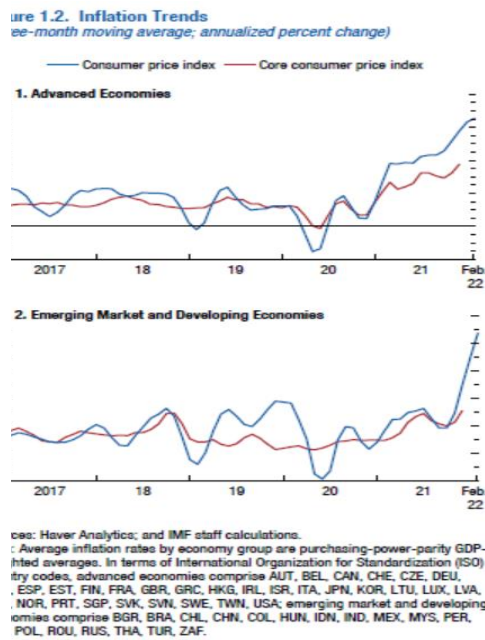 ure 1.2. Inflation Trends
ee-month moving average; annualized percent change)
Consumer price index Core consumer price index
1. Advanced Economies
2017 18 19 20 21 Feb
22
2. Emerging Market and Developing Economies
2017 18 19 20 21 Feb
22
ces: Haver Analytics; and IMF staff calculations.
: Average inflation rates by economy group are purchasing-power-parity GDP-
hted averages. In terms of International Organization for Standardization (ISO)
try codes, advanced economies comprise AUT, BEL, CAN, CHE, CZE, DEU,
, ESP, EST, FIN, FRA, GBR, GRC, HKG, IRL, ISR, ITA, JPN, KOR, LTU, LUX, LVA,
, NOR, PRT, SGP, SVK, SVN, SWE, TWN, USA; emerging market and developing
omies comprise BGR, BRA, CHL, CHN, COL, HUN, IDN, IND, MEX, MYS, PER,
POL, ROU, RUS, THA, TUR, ZAF.